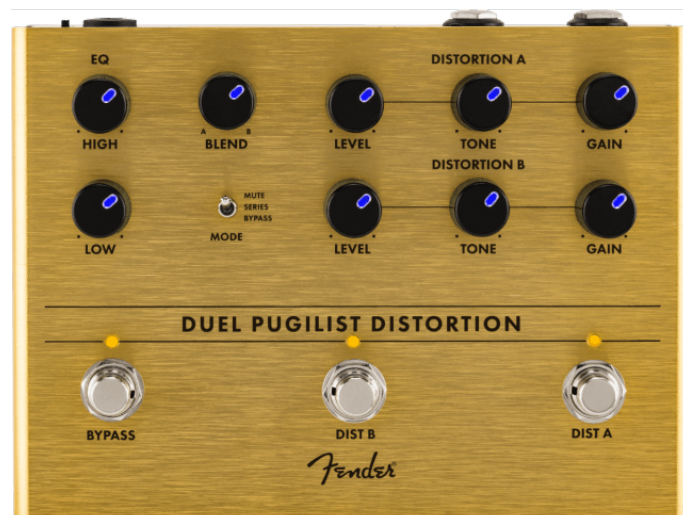 EQ
DISTORTION A
HIGH
A B
BLEND
LEVEL
TONE
GAIN
DISTORTION B
MUTE
SERIES
BYPASS
MODE
LOW
LEVEL
TONE
GAIN
DUEL PUGILIST DISTORTION
BYPASS
DIST B
DIST A
Fender